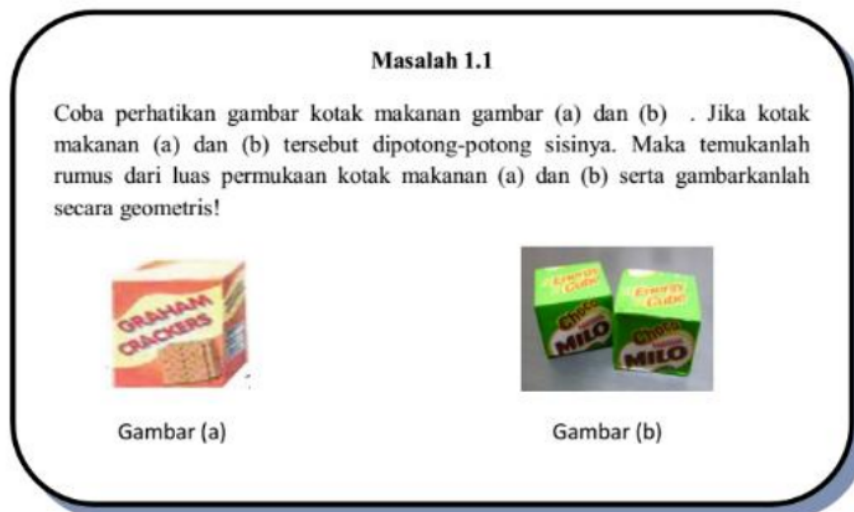 Masalah 1.1
Coba perhatikan gambar kotak makanan gambar (a) dan (b) . Jika kotak
makanan (a) dan (b) tersebut dipotong-potong sisinya. Maka temukanlah
rumus dari luas permukaan kotak makanan (a) dan (b) serta gambarkanlah
secara geometris!
GRAHAM
CRACKERS
Energy
Cube
Energy
Cube
Choco
MILO
Choco
MILO
Gambar (a)
Gambar (b)